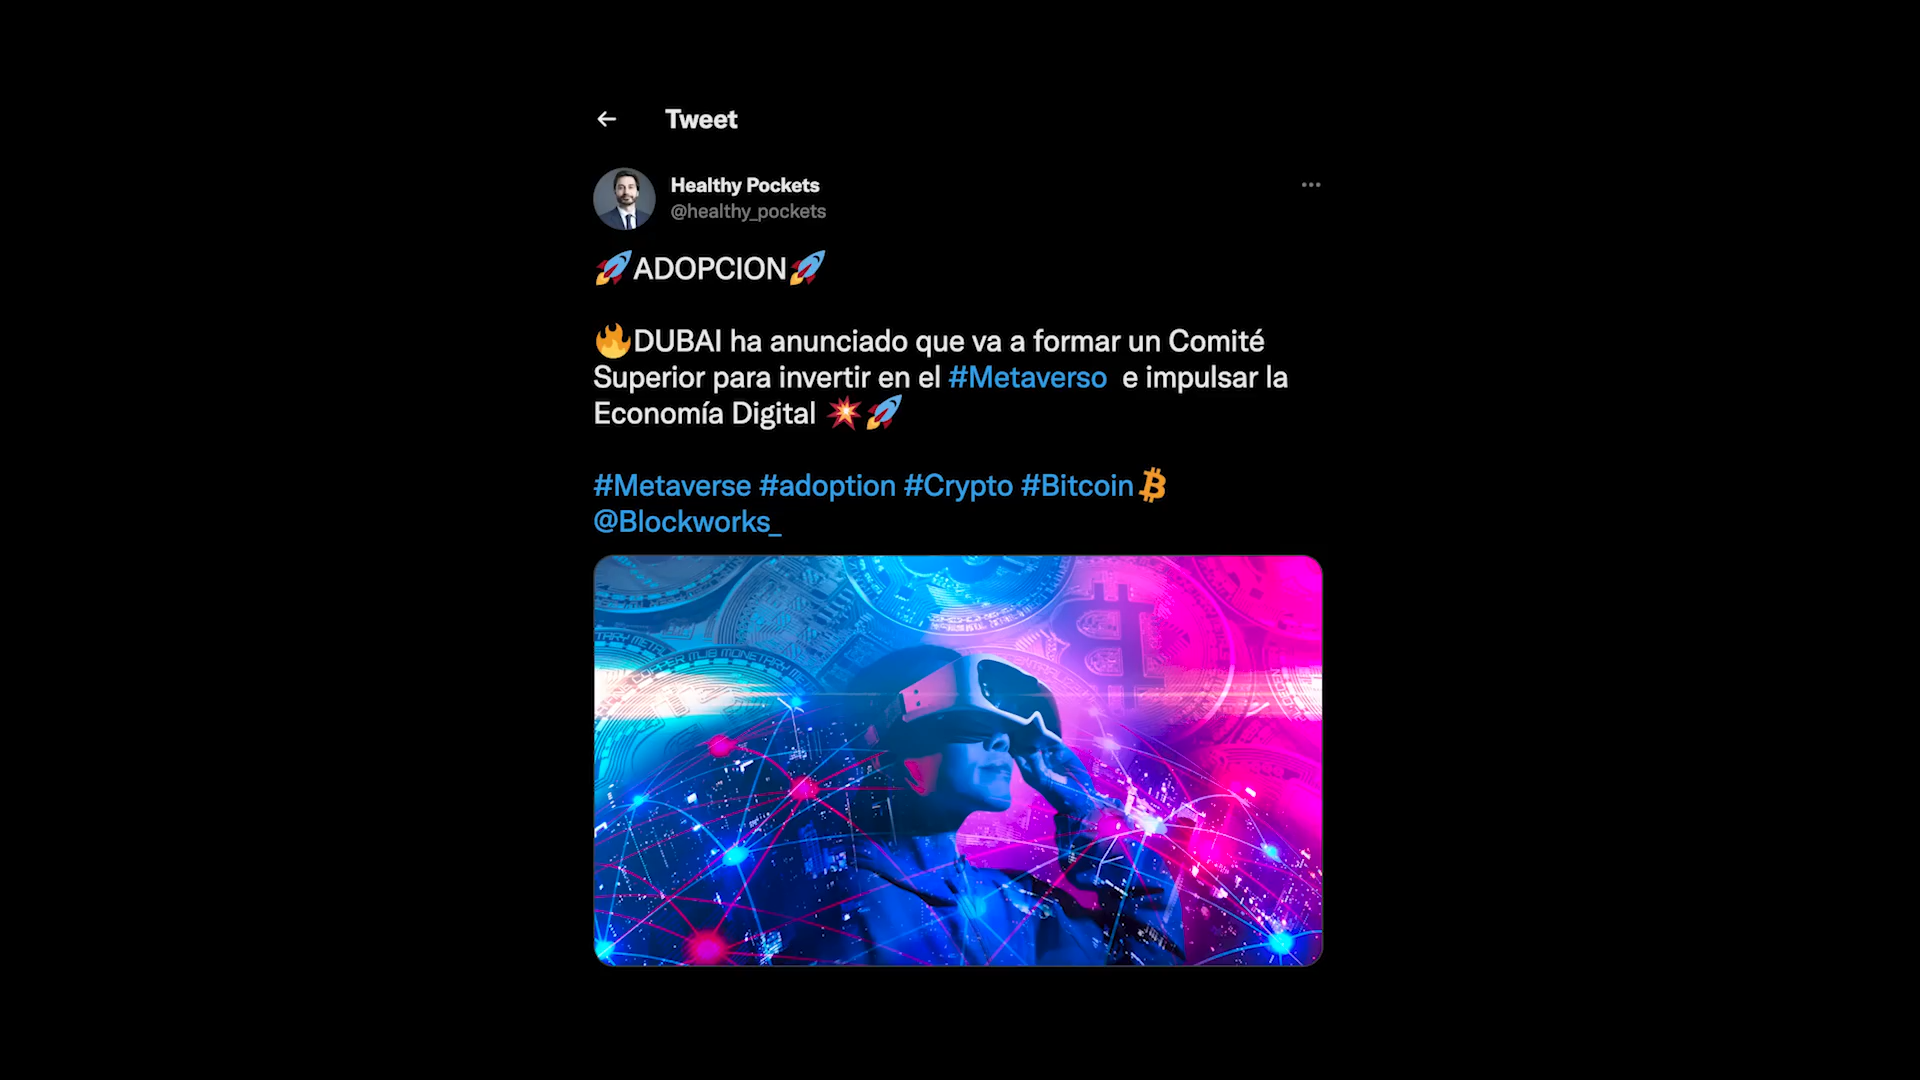 Tweet
Healthy Pockets
@healthy_pockets
🚀ADOPCION🚀
🔥DUBAI ha anunciado que va a formar un Comité
Superior para invertir en el #Metaverso e impulsar la
Economía Digital 💥🚀
#Metaverse #adoption #Crypto #Bitcoin
@Blockworks_